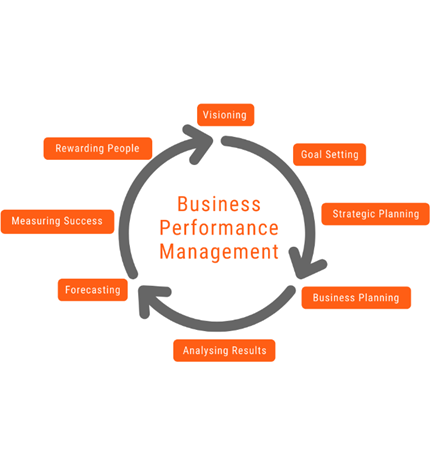 Visioning
Rewarding People
Goal Setting
Business
Performance
Management
Measuring Success
Strategic Planning
Forecasting
Business Planning
Analysing Results